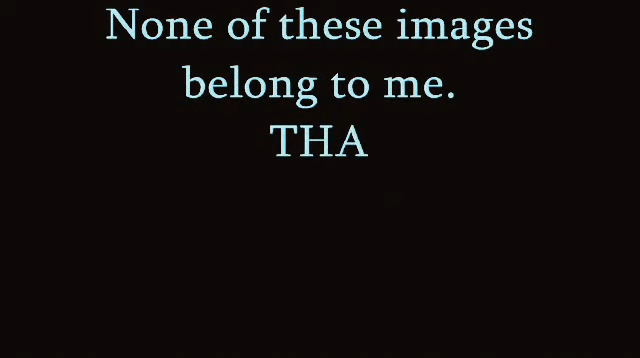 None of these images
belong to me.
THA